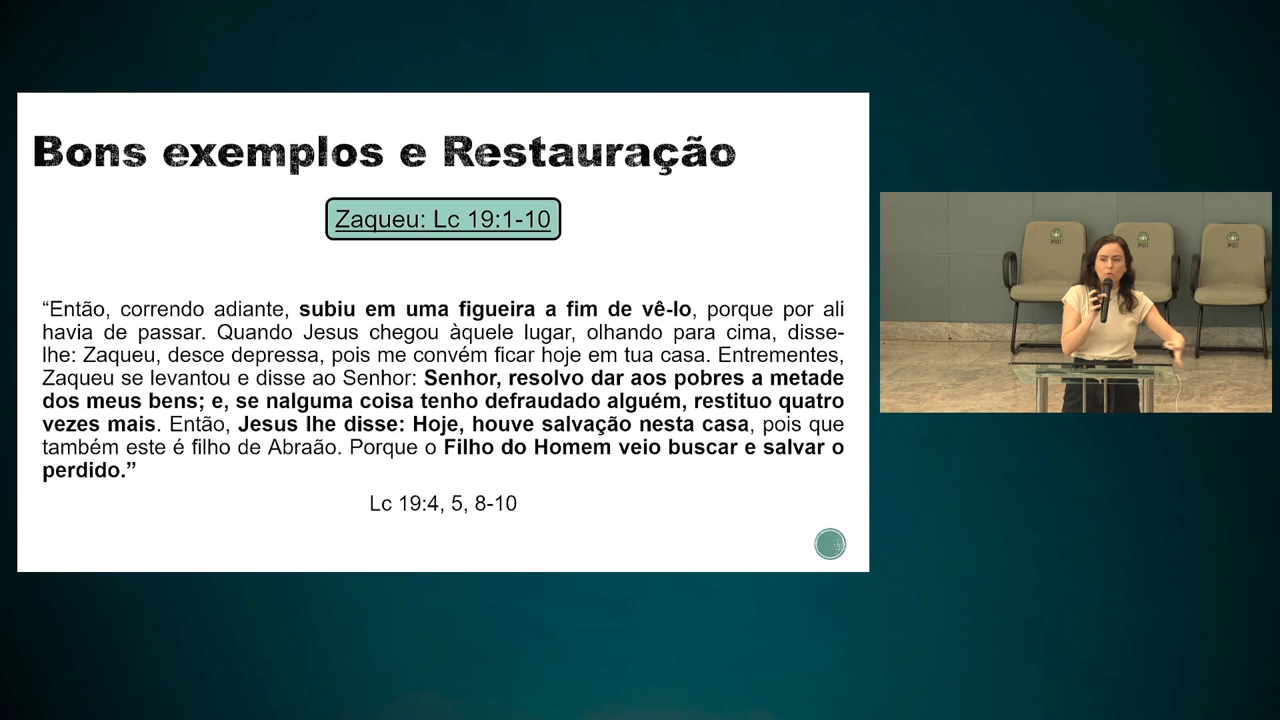 Bons exemplos e Restauração
Zaqueu: Lc 19:1-10
“Então, correndo adiante, subiu em uma figueira a fim de vê-lo, porque por ali
havia de passar. Quando Jesus chegou àquele lugar, olhando para cima, disse-
lhe: Zaqueu, desce depressa, pois me convém ficar hoje em tua casa. Entrementes,
Zaqueu se levantou e disse ao Senhor: Senhor, resolvo dar aos pobres a metade
dos meus bens; e, se nalguma coisa tenho defraudado alguém, restituo quatro
vezes mais. Então, Jesus lhe disse: Hoje, houve salvação nesta casa, pois que
também este é filho de Abraão. Porque o Filho do Homem veio buscar e salvar o
perdido.”
Lc 19:4, 5, 8-10